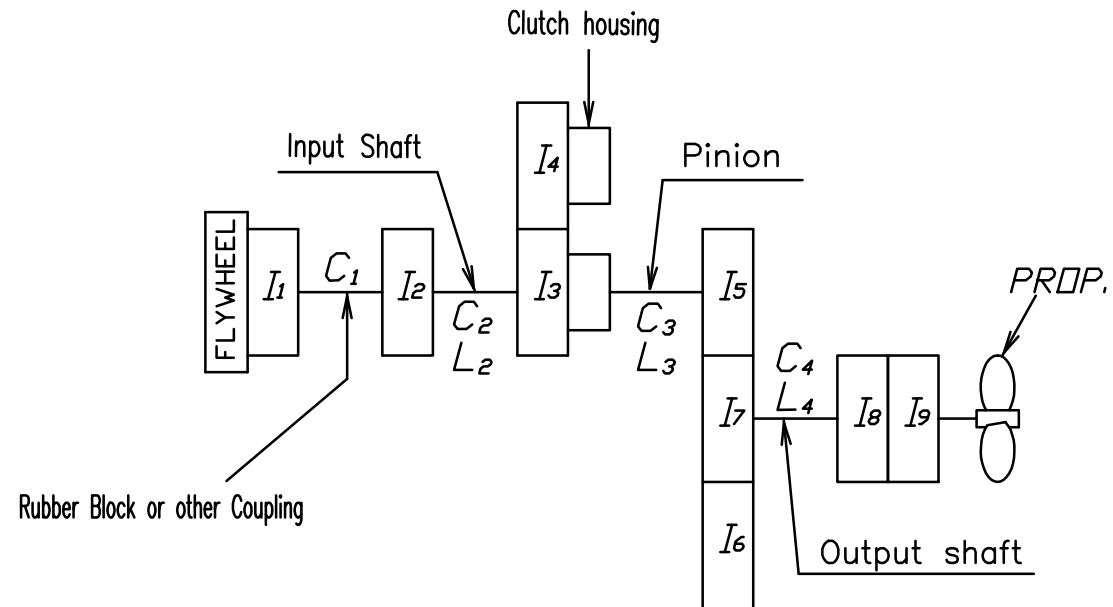 Clutch housing
Input Shaft
Pinion
I4
FLYWHEEL
I1
C1
I2
C2
L2
I3
C3
L3
I5
PROP.
C4
L4
I7
I8
I9
Rubber Block or other Coupling
I6
Output shaft